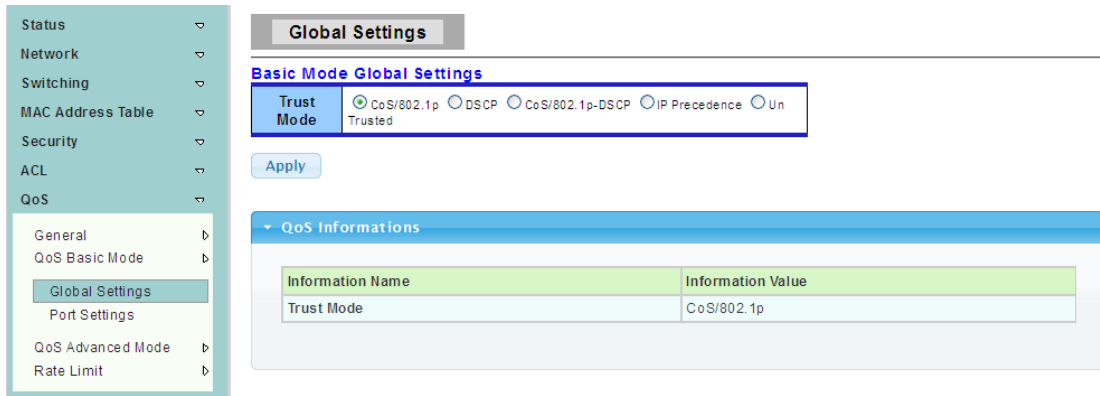 Status
Network
Switching
MAC Address Table
Security
ACL
QoS
General
QoS Basic Mode
Global Settings
Port Settings
QoS Advanced Mode
Rate Limit
Global Settings
Basic Mode Global Settings
Trust Mode
CoS/802.1p DSCP CoS/802.1p-DSCP IP Precedence Un
Trusted
Apply
QoS Informations
Information Name Information Value
Trust Mode CoS/802.1p